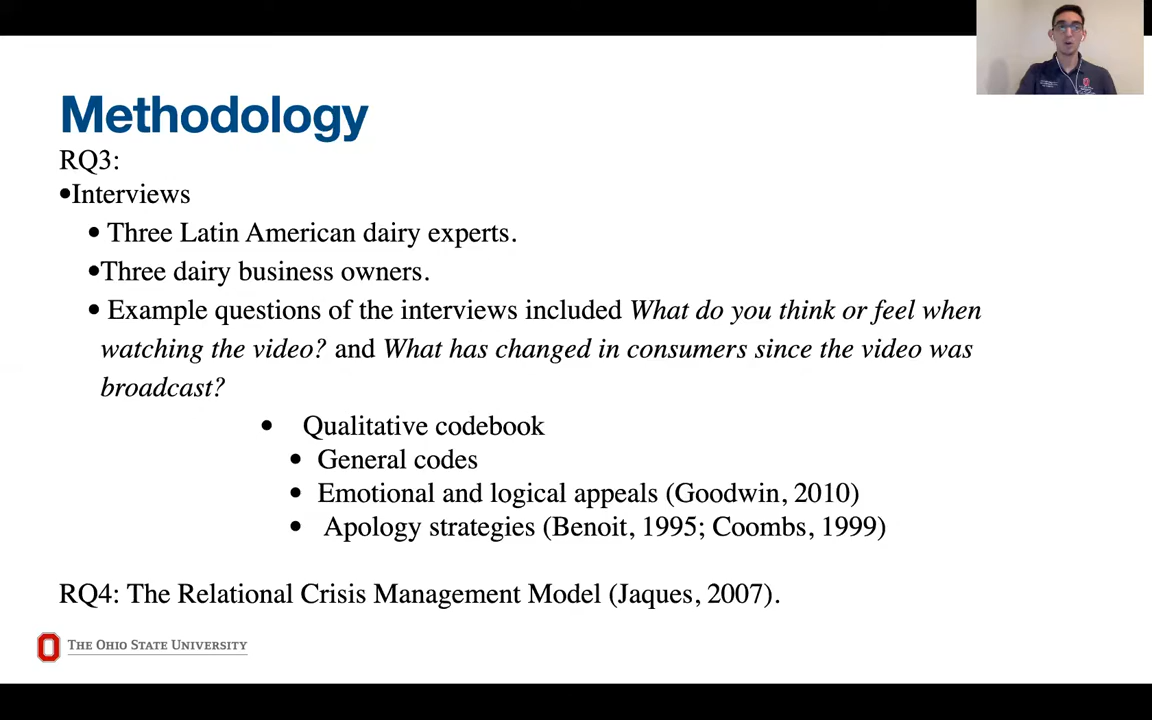 Methodology
RQ3:
•Interviews
• Three Latin American dairy experts.
•Three dairy business owners.
• Example questions of the interviews included What do you think or feel when
watching the video? and What has changed in consumers since the video was
broadcast?
• Qualitative codebook
• General codes
• Emotional and logical appeals (Goodwin, 2010)
• Apology strategies (Benoit, 1995; Coombs, 1999)
RQ4: The Relational Crisis Management Model (Jaques, 2007).
THE OHIO STATE UNIVERSITY